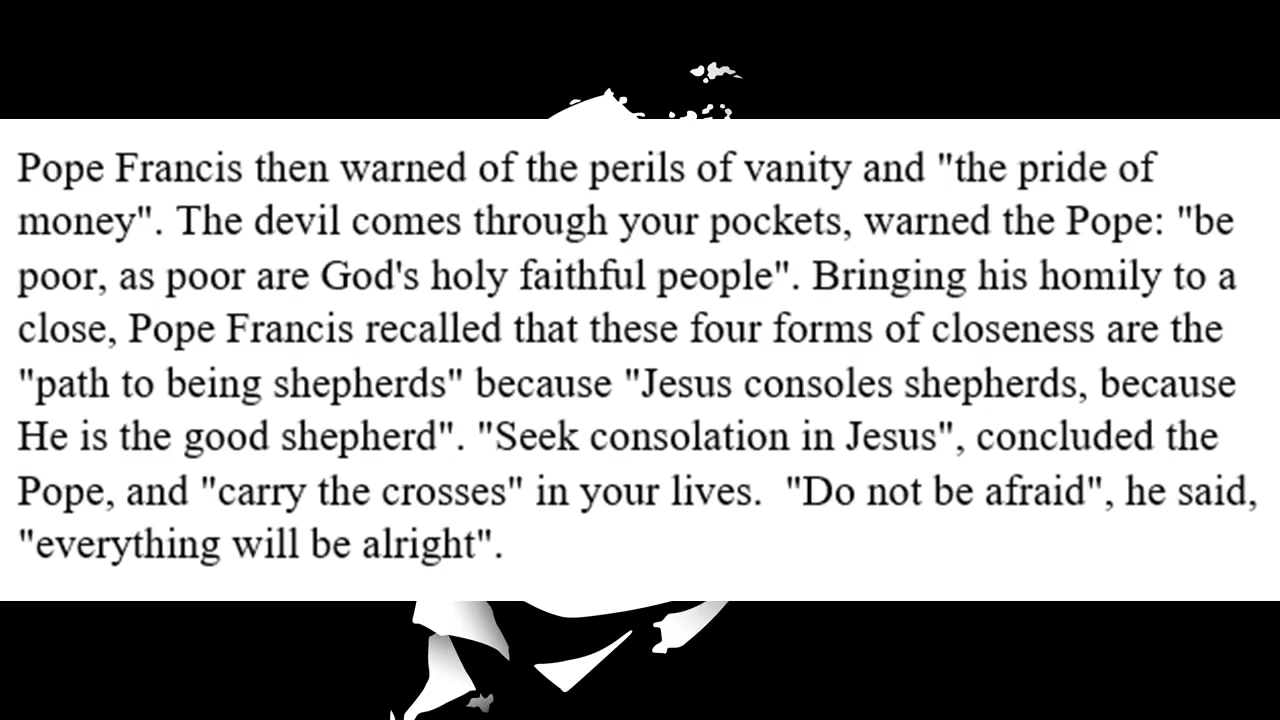 Pope Francis then warned of the perils of vanity and "the pride of
money". The devil comes through your pockets, warned the Pope: "be
poor, as poor are God's holy faithful people". Bringing his homily to a
close, Pope Francis recalled that these four forms of closeness are the
"path to being shepherds" because "Jesus consoles shepherds, because
He is the good shepherd". "Seek consolation in Jesus", concluded the
Pope, and "carry the crosses" in your lives.  "Do not be afraid", he said,
"everything will be alright".